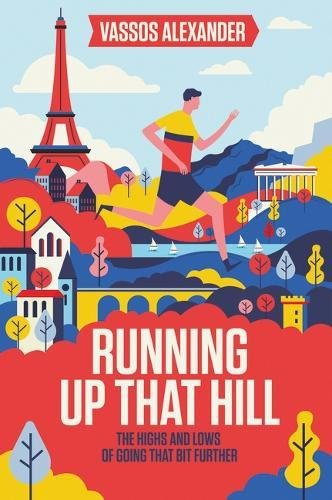 VASSOS ALEXANDER
RUNNING
UP THAT HILL
THE HIGHS AND LOWS
OF GOING THAT BIT FURTHER